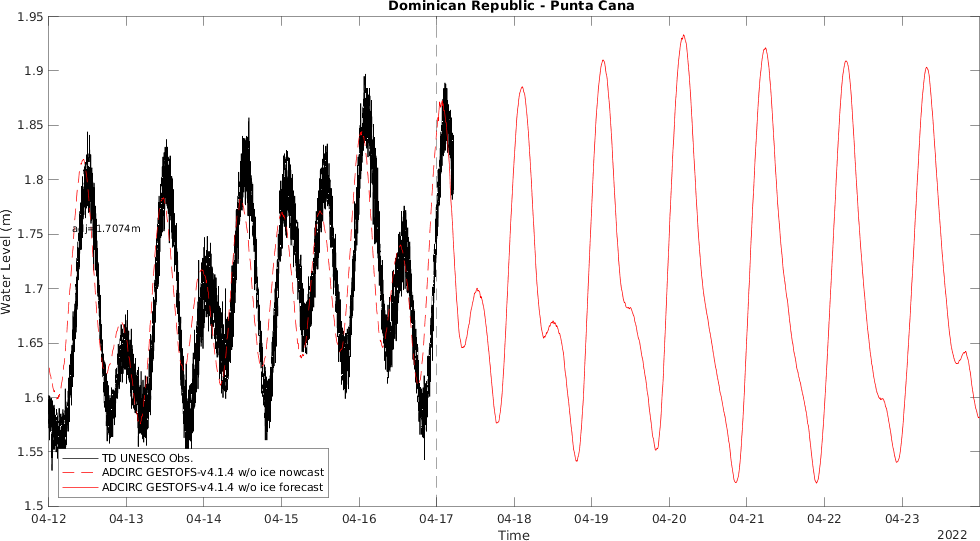 Dominican Republic - Punta Cana
Water Level (m)
1.95
1.9
1.85
1.8
1.75
1.7
1.65
1.6
1.55
1.5
1.7074m
TD UNESCO Obs.
ADCIRC GESTOFS-v4.1.4 w/o ice nowcast
ADCIRC GESTOFS-v4.1.4 w/o ice forecast
04-12 04-13 04-14 04-15 04-16 04-17 04-18 04-19 04-20 04-21 04-22 04-23
Time
2022